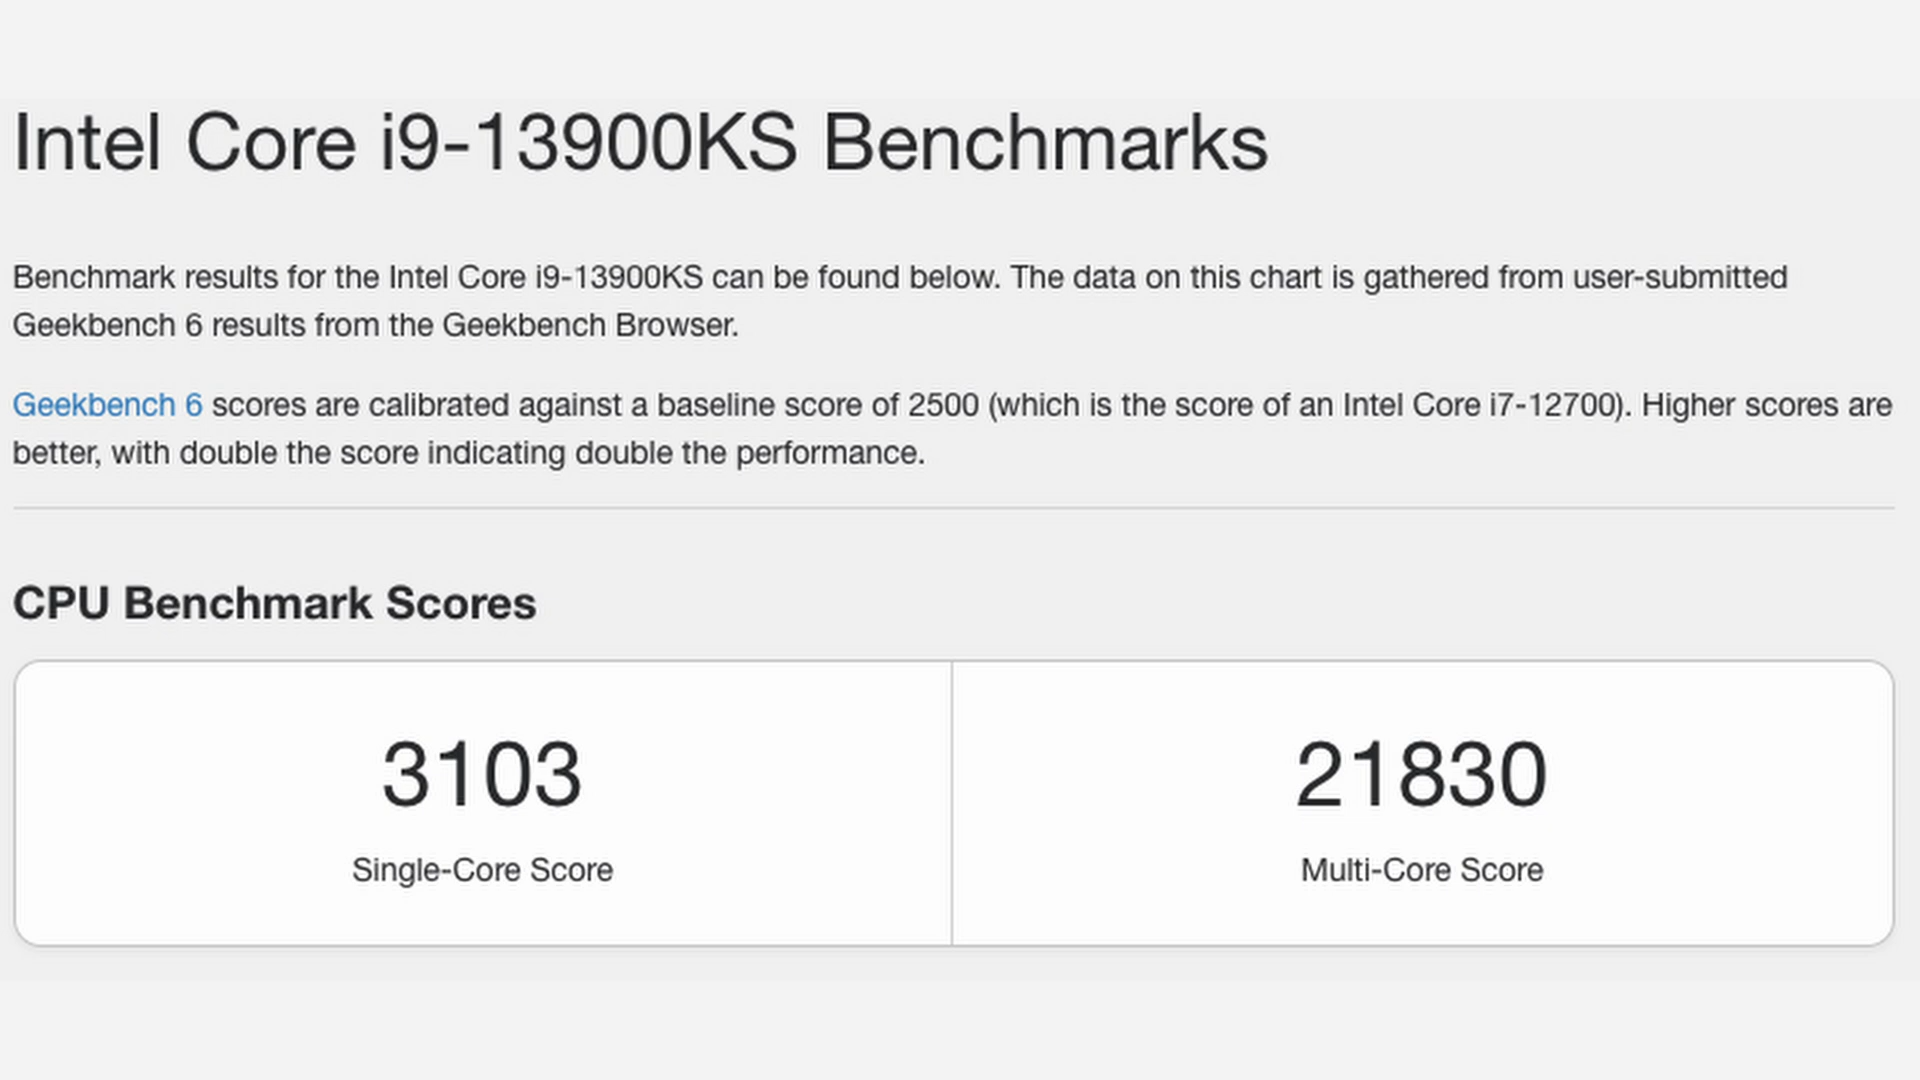 Intel Core i9-13900KS Benchmarks
Benchmark results for the Intel Core i9-13900KS can be found below. The data on this chart is gathered from user-submitted
Geekbench 6 results from the Geekbench Browser.
Geekbench 6 scores are calibrated against a baseline score of 2500 (which is the score of an Intel Core i7-12700). Higher scores are
better, with double the score indicating double the performance.
CPU Benchmark Scores
3103
Single-Core Score
21830
Multi-Core Score